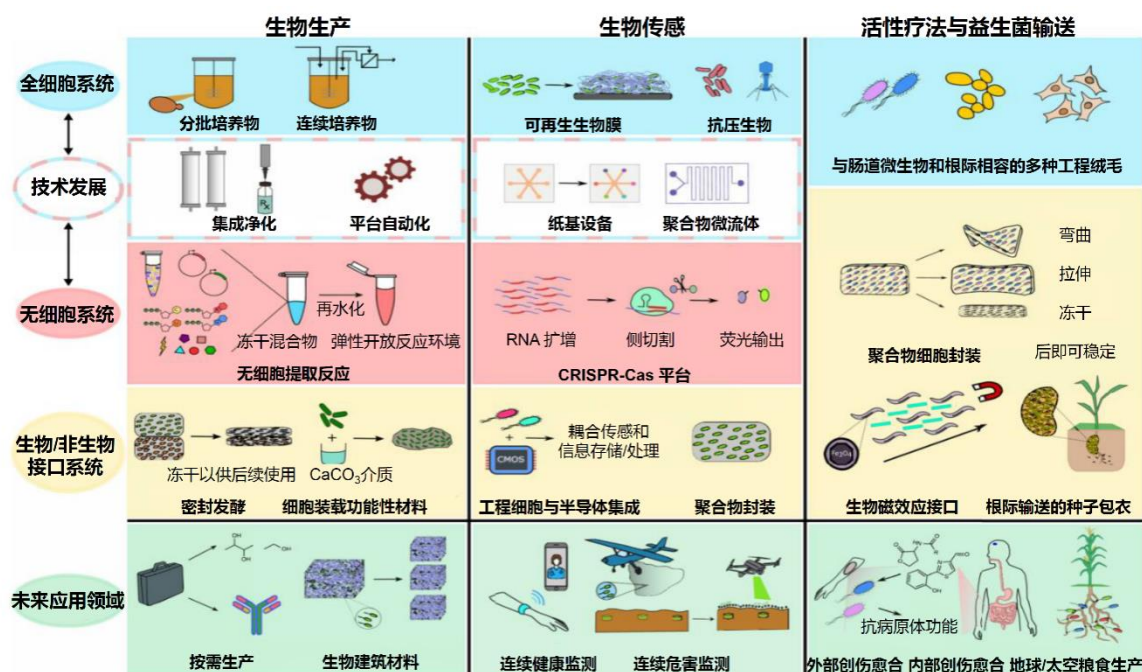 生物生产
生物传感
活性疗法与益生菌输送
全细胞系统
分批培养物
连续培养物
可再生生物膜
抗压生物
与肠道微生物和根际相容的多种工程绒毛
技术发展
集成净化
平台自动化
纸基设备
聚合物微流体
弯曲
拉伸
冻干
聚合物细胞封装
后即可稳定
无细胞系统
再水化
冻干混合物
弹性开放反应环境
无细胞提取反应
RNA 扩增
侧切割
荧光输出
CRISPR-Cas 平台
生物/非生物
接口系统
冻干以供后续使用
CaCO₃介质
密封发酵
细胞装载功能性材料
CMOS
耦合传感和
信息存储/处理
工程细胞与半导体集成
聚合物封装
Fe₃O₄
生物磁效应接口
根际输送的种子包衣
未来应用领域
按需生产
生物建筑材料
连续健康监测
连续危害监测
抗病原体功能
外部创伤愈合
内部创伤愈合
地球/太空粮食生产